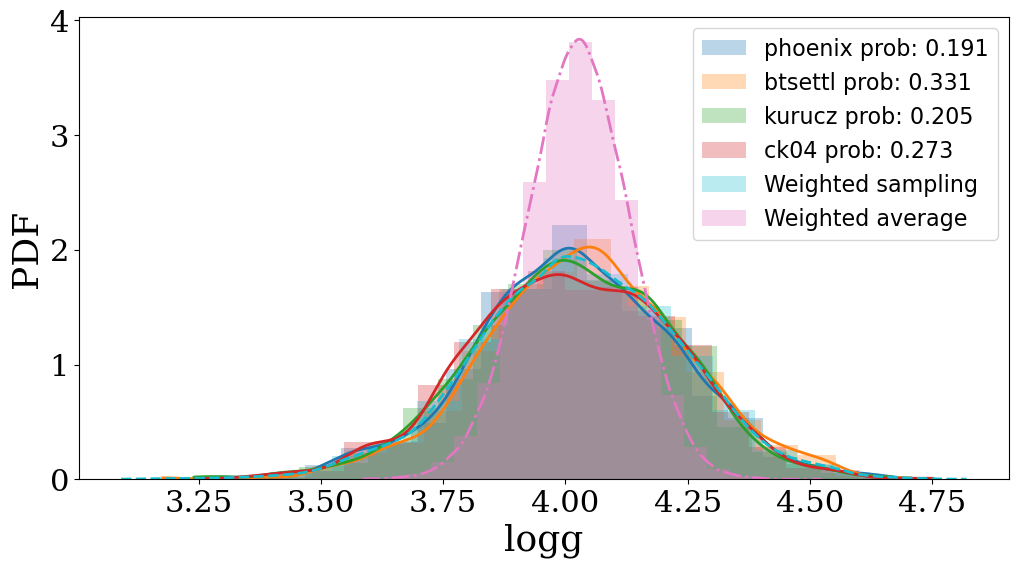 4
3
2
1
0
PDF
phoenix prob: 0.191
btsettl prob: 0.331
kurucz prob: 0.205
ck04 prob: 0.273
Weighted sampling
Weighted average
3.25 3.50 3.75 4.00 4.25 4.50 4.75
logg